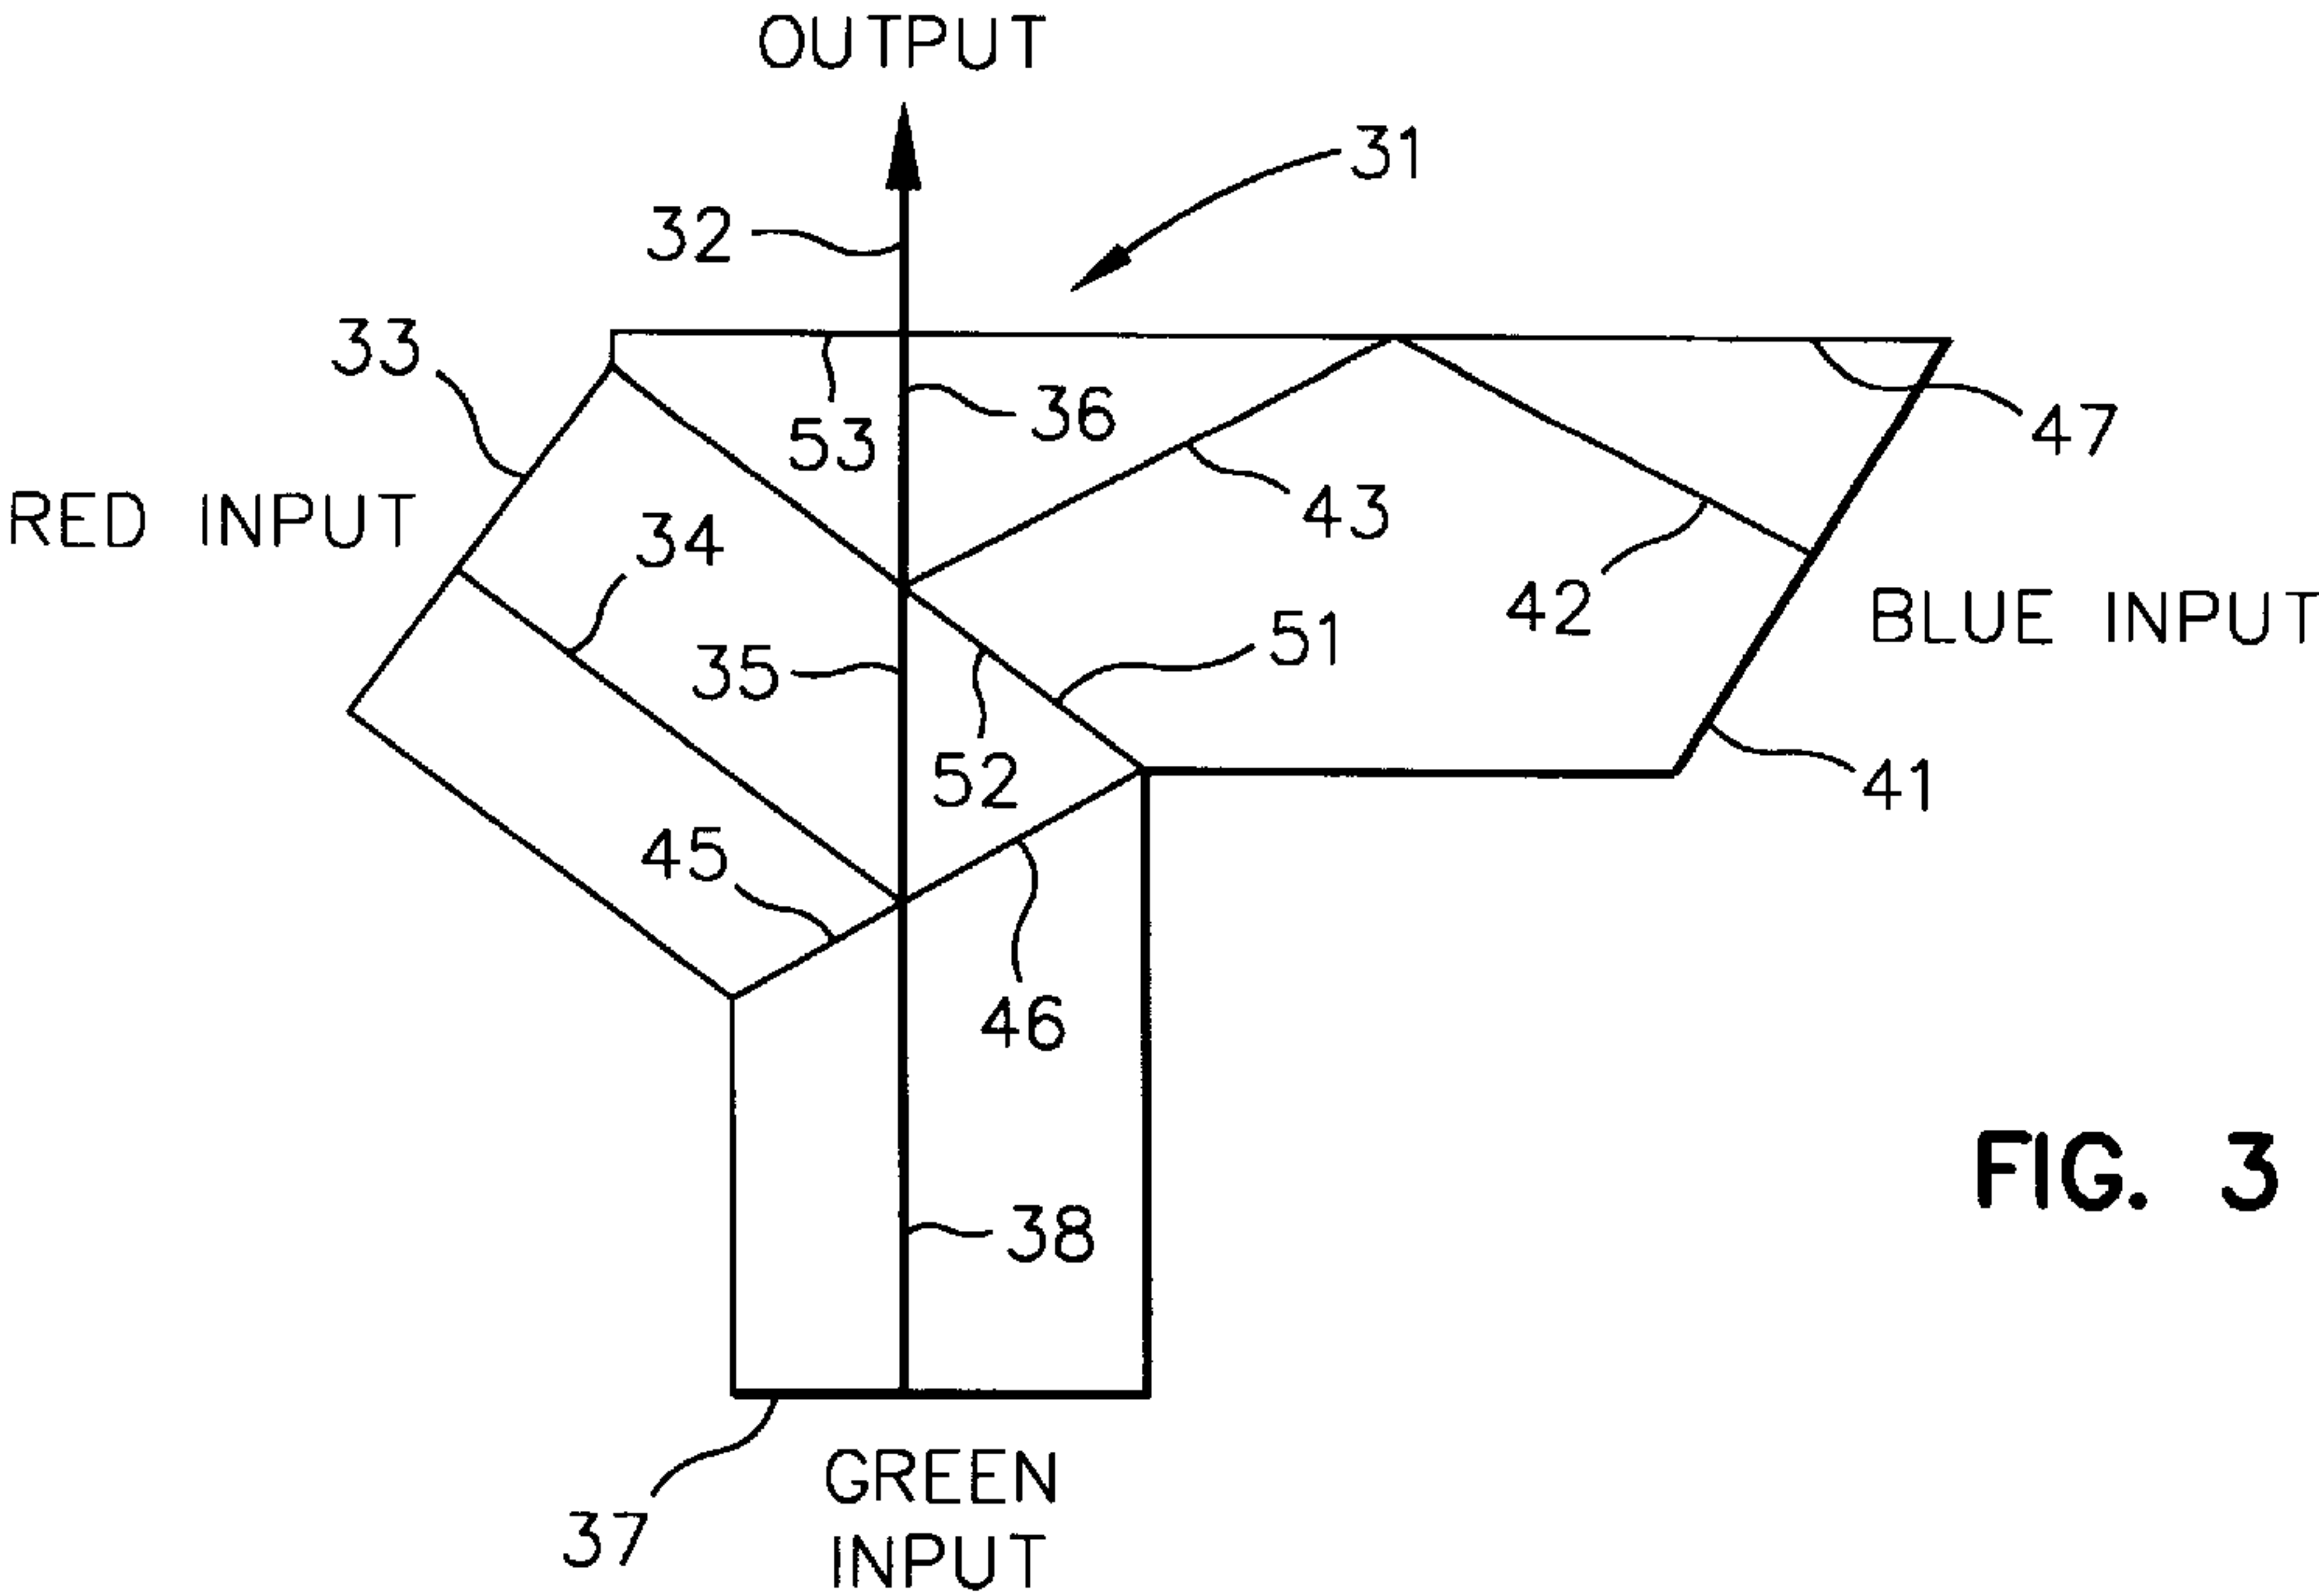 OUTPUT
31
32
33
53
36
47
43
RED INPUT
34
42
BLUE INPUT
51
35
52
41
45
46
FIG. 3
38
GREEN
INPUT
37